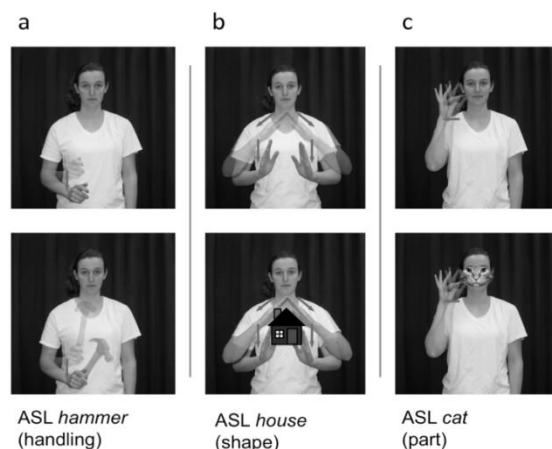 a
b
c
ASL hammer
(handling)
ASL house
(shape)
ASL cat
(part)